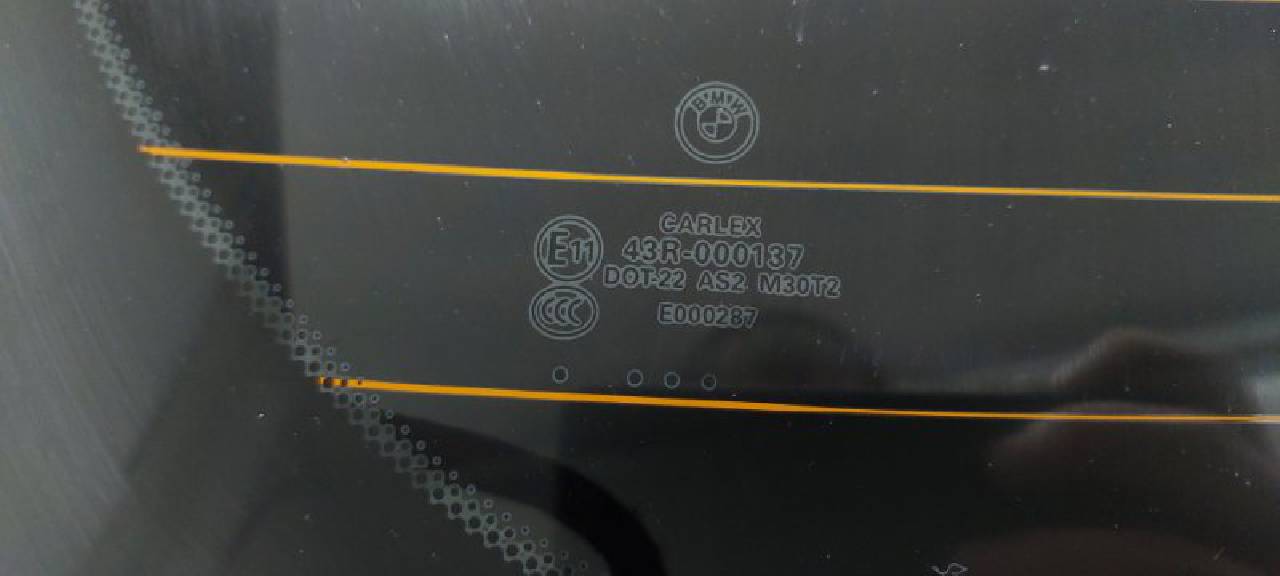 BMW
CARLEX
E11 43R-000137
DOT-22 AS2 M30T2
CCC E000287